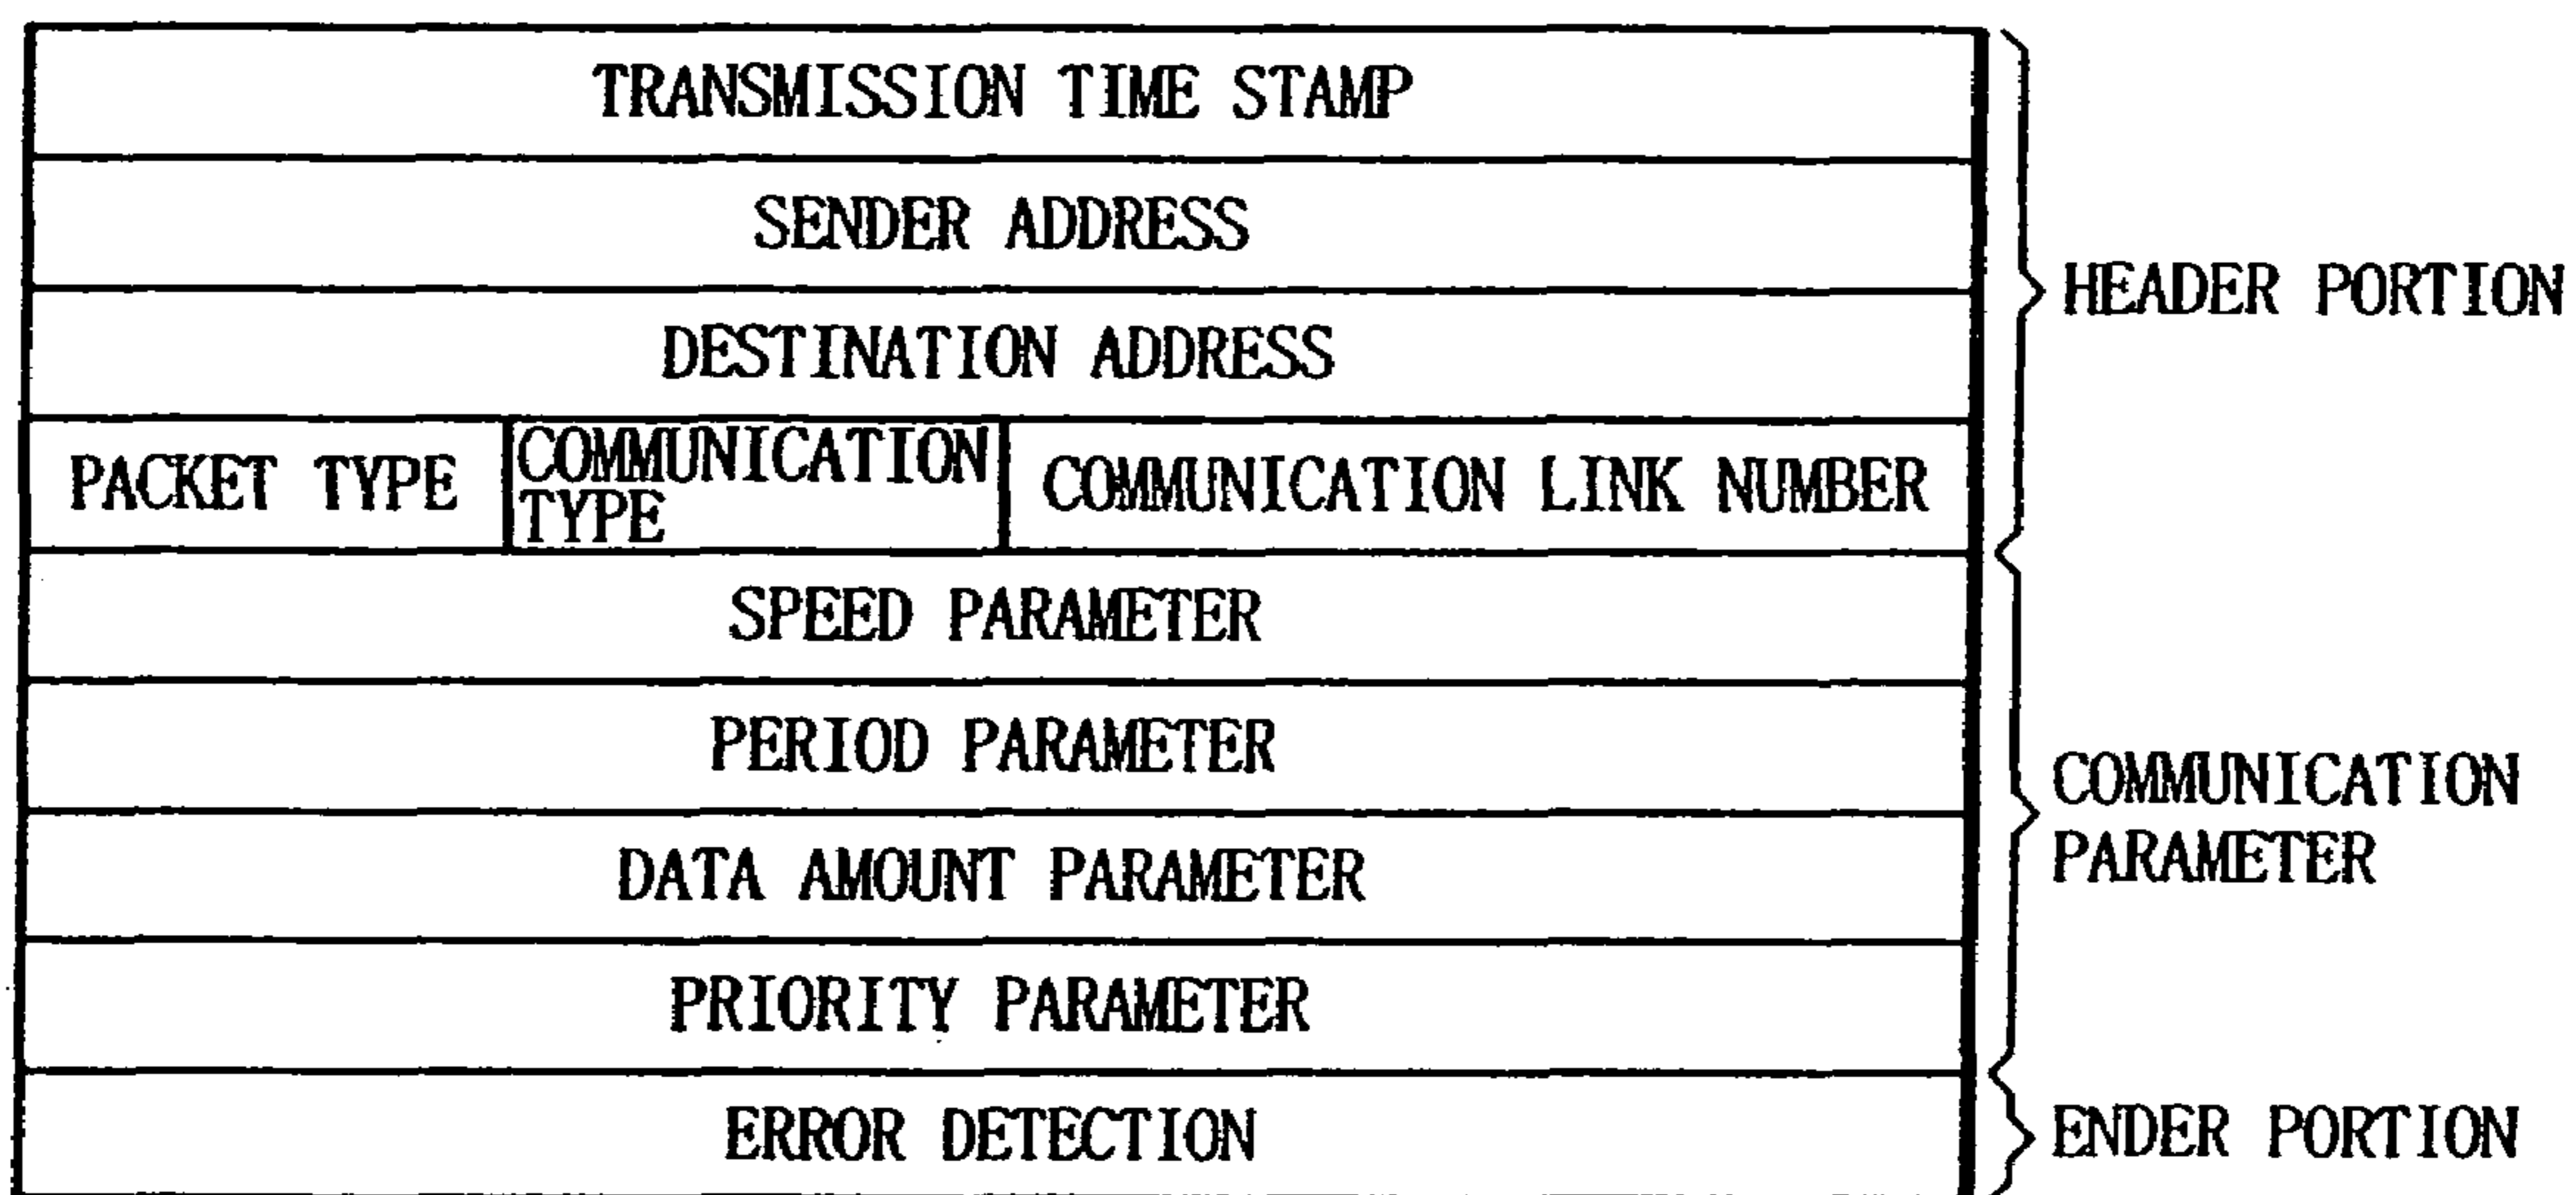 TRANSMISSION TIME STAMP
SENDER ADDRESS
HEADER PORTION
DESTINATION ADDRESS
PACKET TYPE
COMMUNICATION
TYPE
COMMUNICATION LINK NUMBER
SPEED PARAMETER
PERIOD PARAMETER
COMMUNICATION
PARAMETER
DATA AMOUNT PARAMETER
PRIORITY PARAMETER
ERROR DETECTION
ENDER PORTION